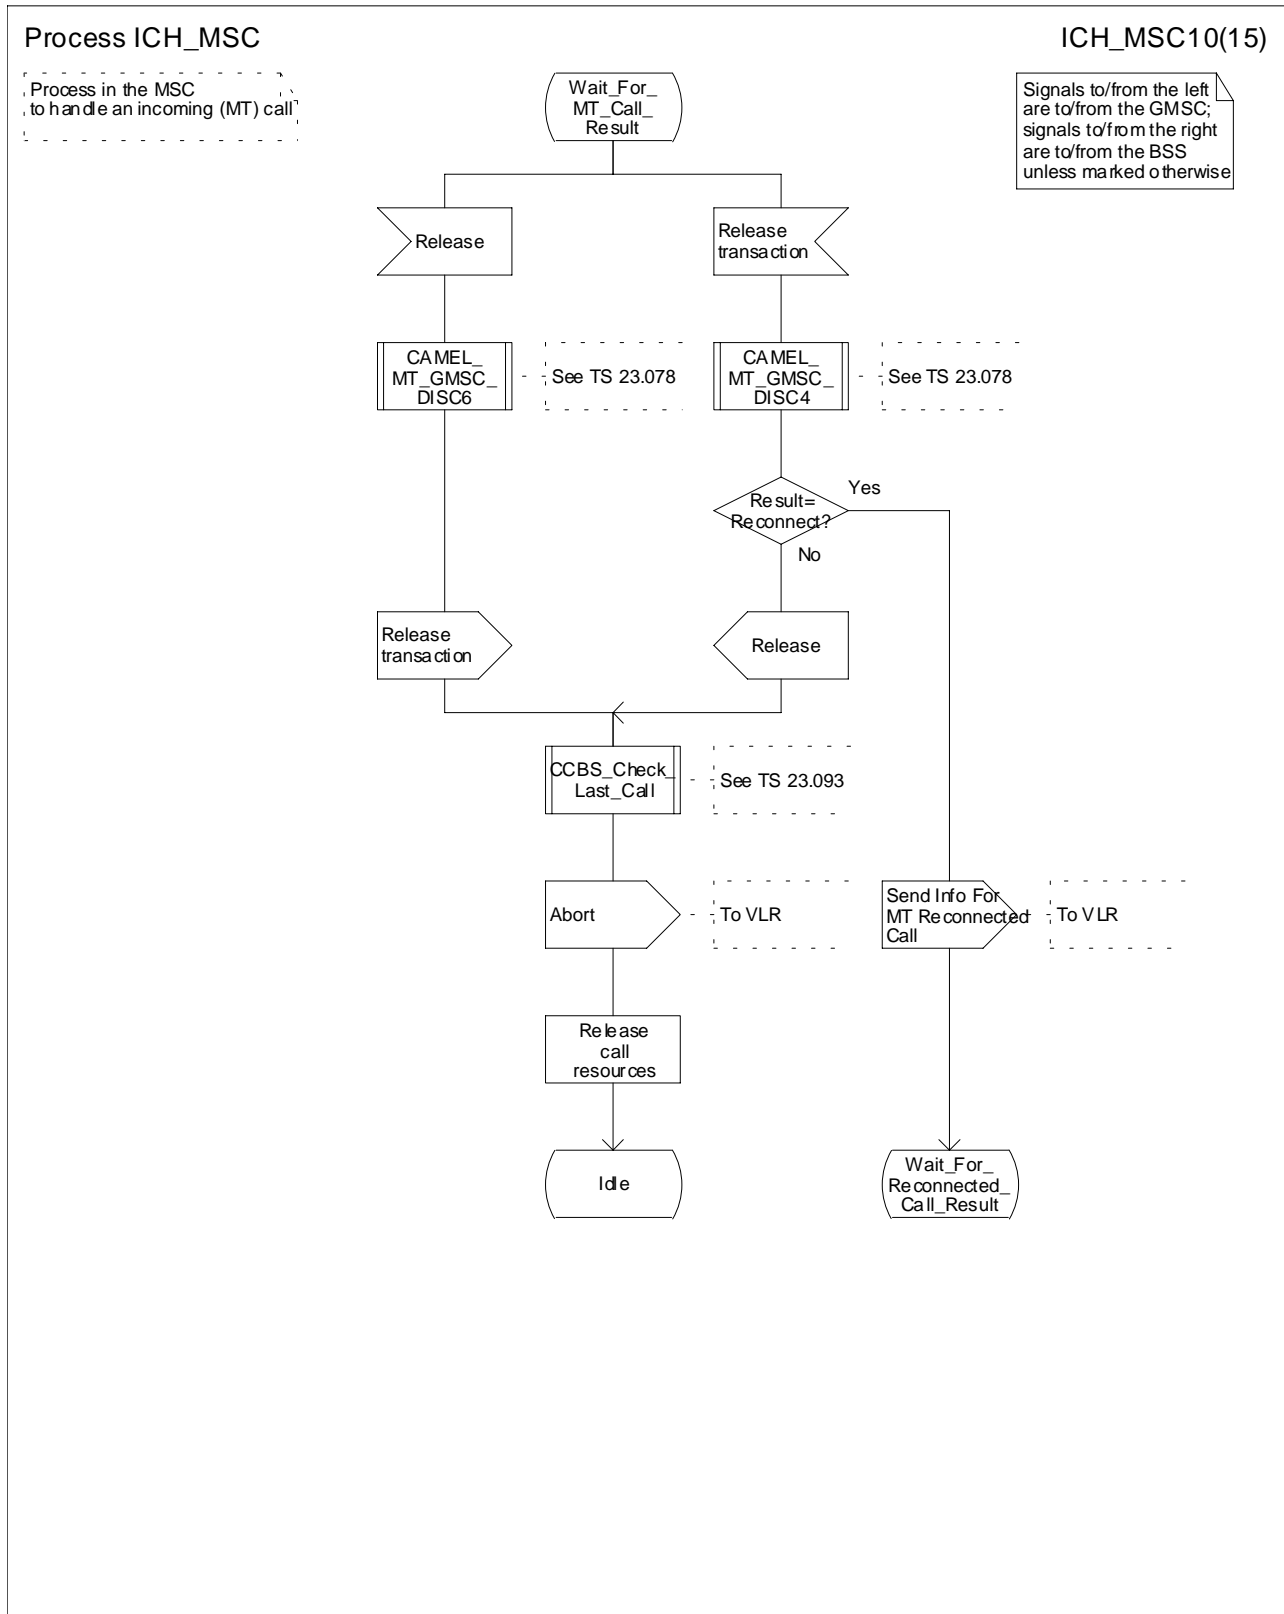 Process ICH_MSC
ICH_MSC10(15)
Process in the MSC
to handle an incoming (MT) call
Wait_For_
MT_Call_
Result
Signals to/from the left
are to/from the GMSC;
signals to/from the right
are to/from the BSS
unless marked otherwise
Release
Release
transaction
CAMEL_
MT_GMSC_
DISC6
See TS 23.078
CAMEL_
MT_GMSC_
DISC4
See TS 23.078
Result=
Reconnect?
Yes
No
Release
transaction
Release
CCBS_Check_
Last_Call
See TS 23.093
Abort
To VLR
Send Info For
MT Reconnected
Call
To VLR
Release
call
resources
Idle
Wait_For_
Reconnected_
Call_Result